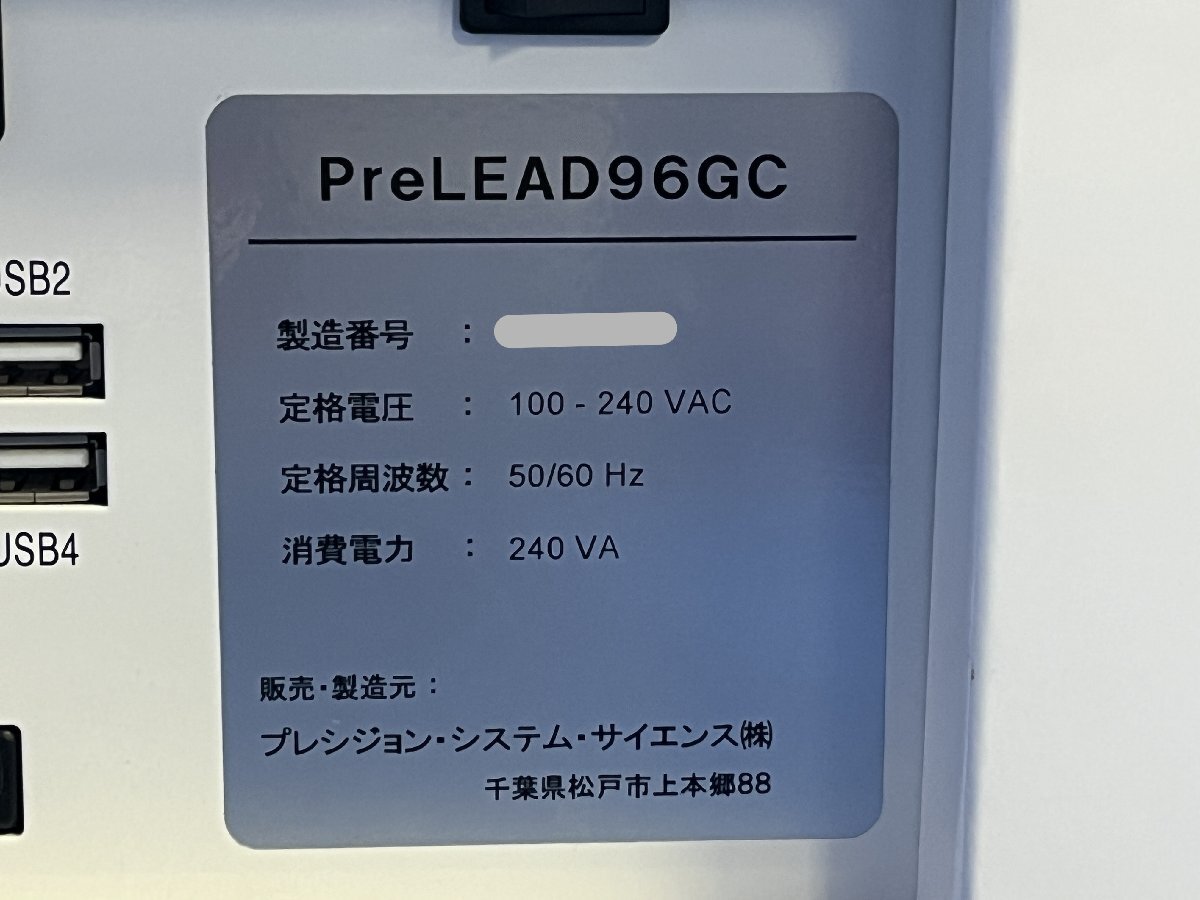 PreLEAD96GC
製造番号 :
定格電圧 : 100 - 240 VAC
定格周波数 : 50/60 Hz
消費電力 : 240 VA
販売・製造元 :
プレシジョン・システム・サイエンス㈱
千葉県松戸市上本郷88
USB2
USB4